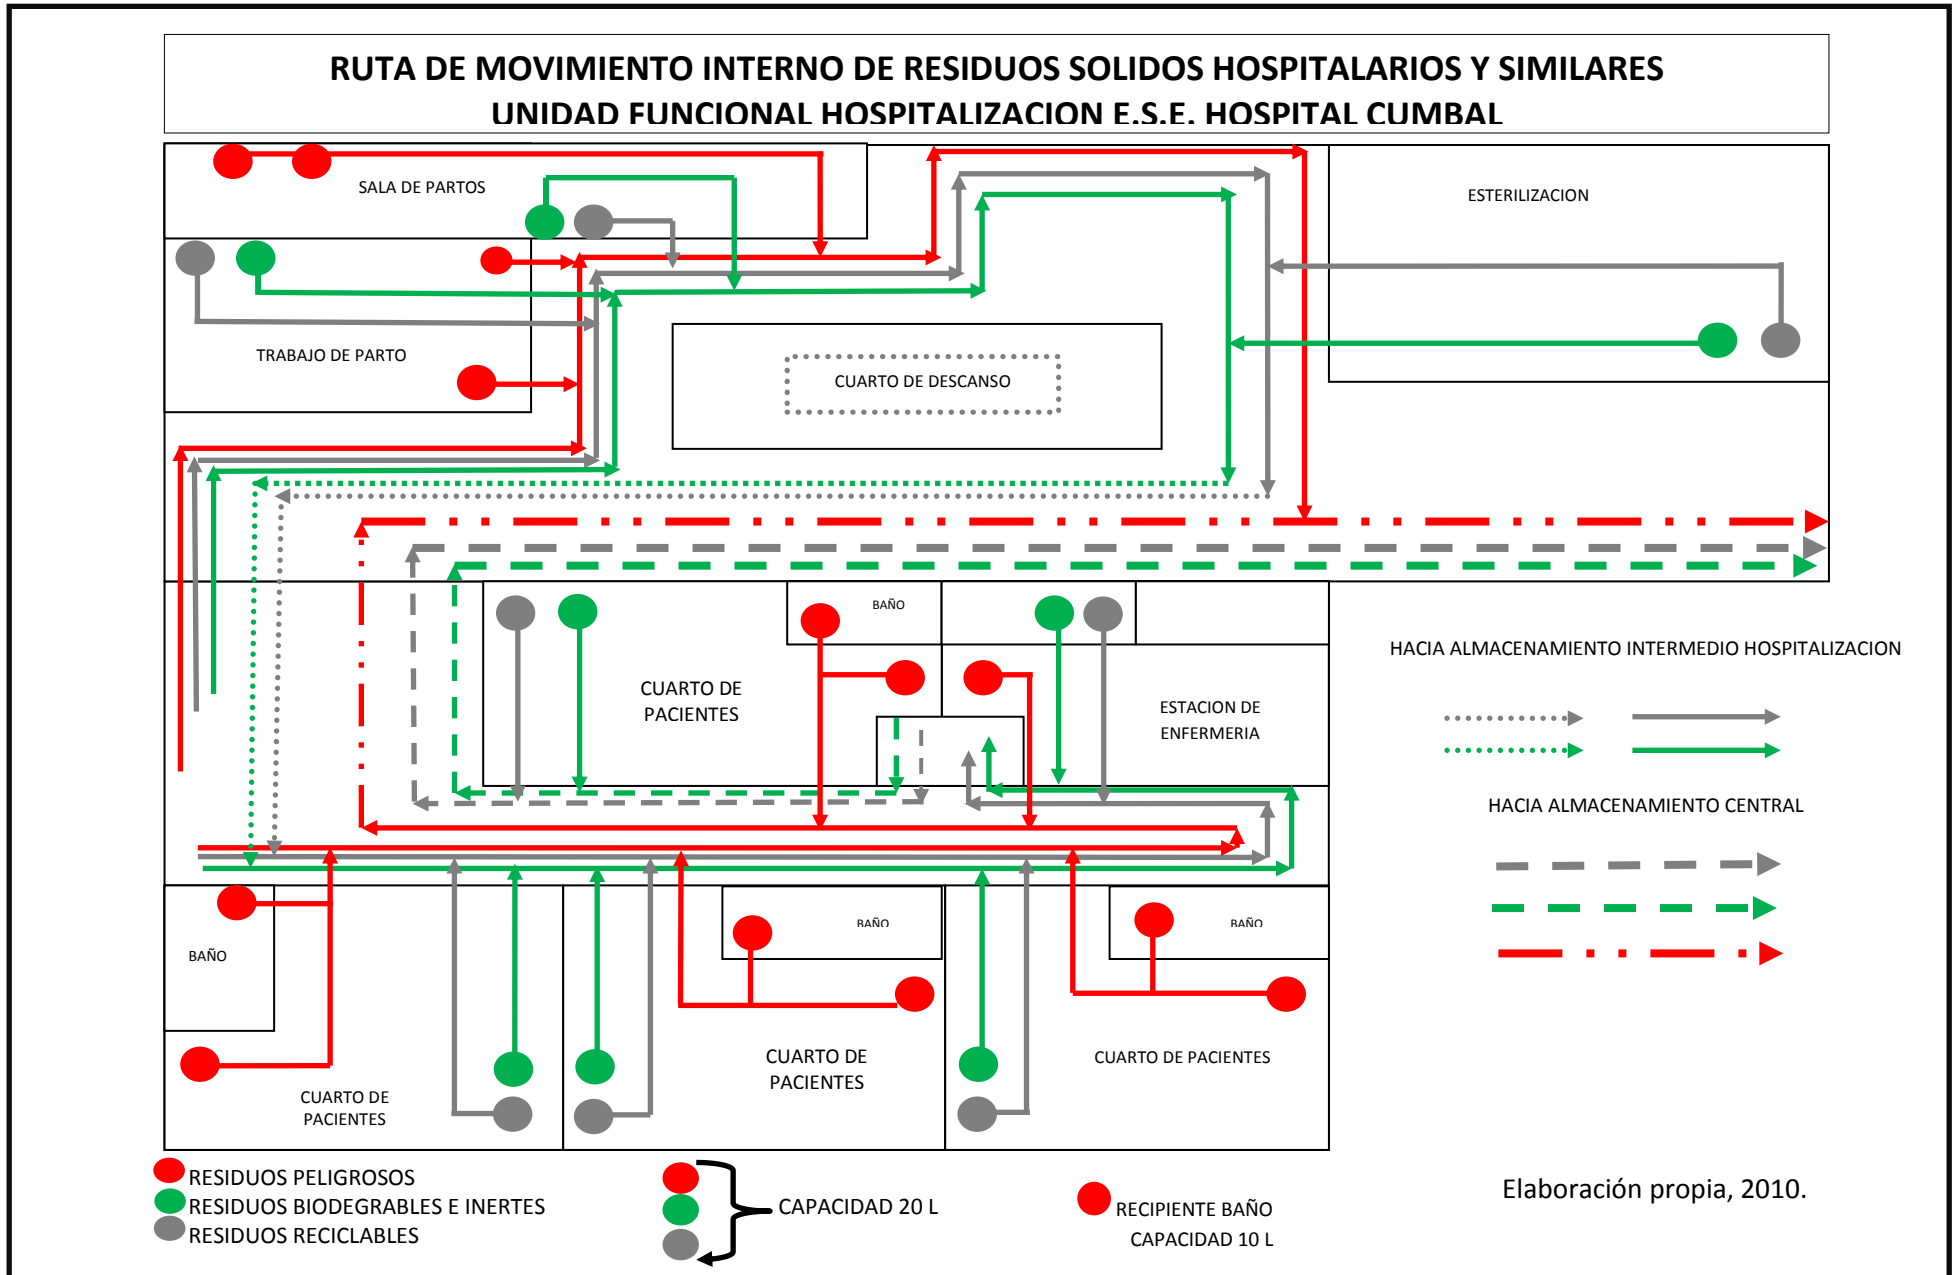 RUTA DE MOVIMIENTO INTERNO DE RESIDUOS SOLIDOS HOSPITALARIOS Y SIMILARES
UNIDAD FUNCIONAL HOSPITALIZACION E.S.E. HOSPITAL CUMBAL
SALA DE PARTOS
ESTERILIZACION
TRABAJO DE PARTO
CUARTO DE DESCANSO
BAÑO
CUARTO DE
PACIENTES
ESTACION DE
ENFERMERIA
HACIA ALMACENAMIENTO INTERMEDIO HOSPITALIZACION
HACIA ALMACENAMIENTO CENTRAL
BAÑO
CUARTO DE
PACIENTES
BAÑO
CUARTO DE
PACIENTES
BAÑO
CUARTO DE PACIENTES
RESIDUOS PELIGROSOS
RESIDUOS BIODEGRABLES E INERTES
RESIDUOS RECICLABLES
CAPACIDAD 20 L
RECIPIENTE BAÑO
CAPACIDAD 10 L
Elaboración propia, 2010.